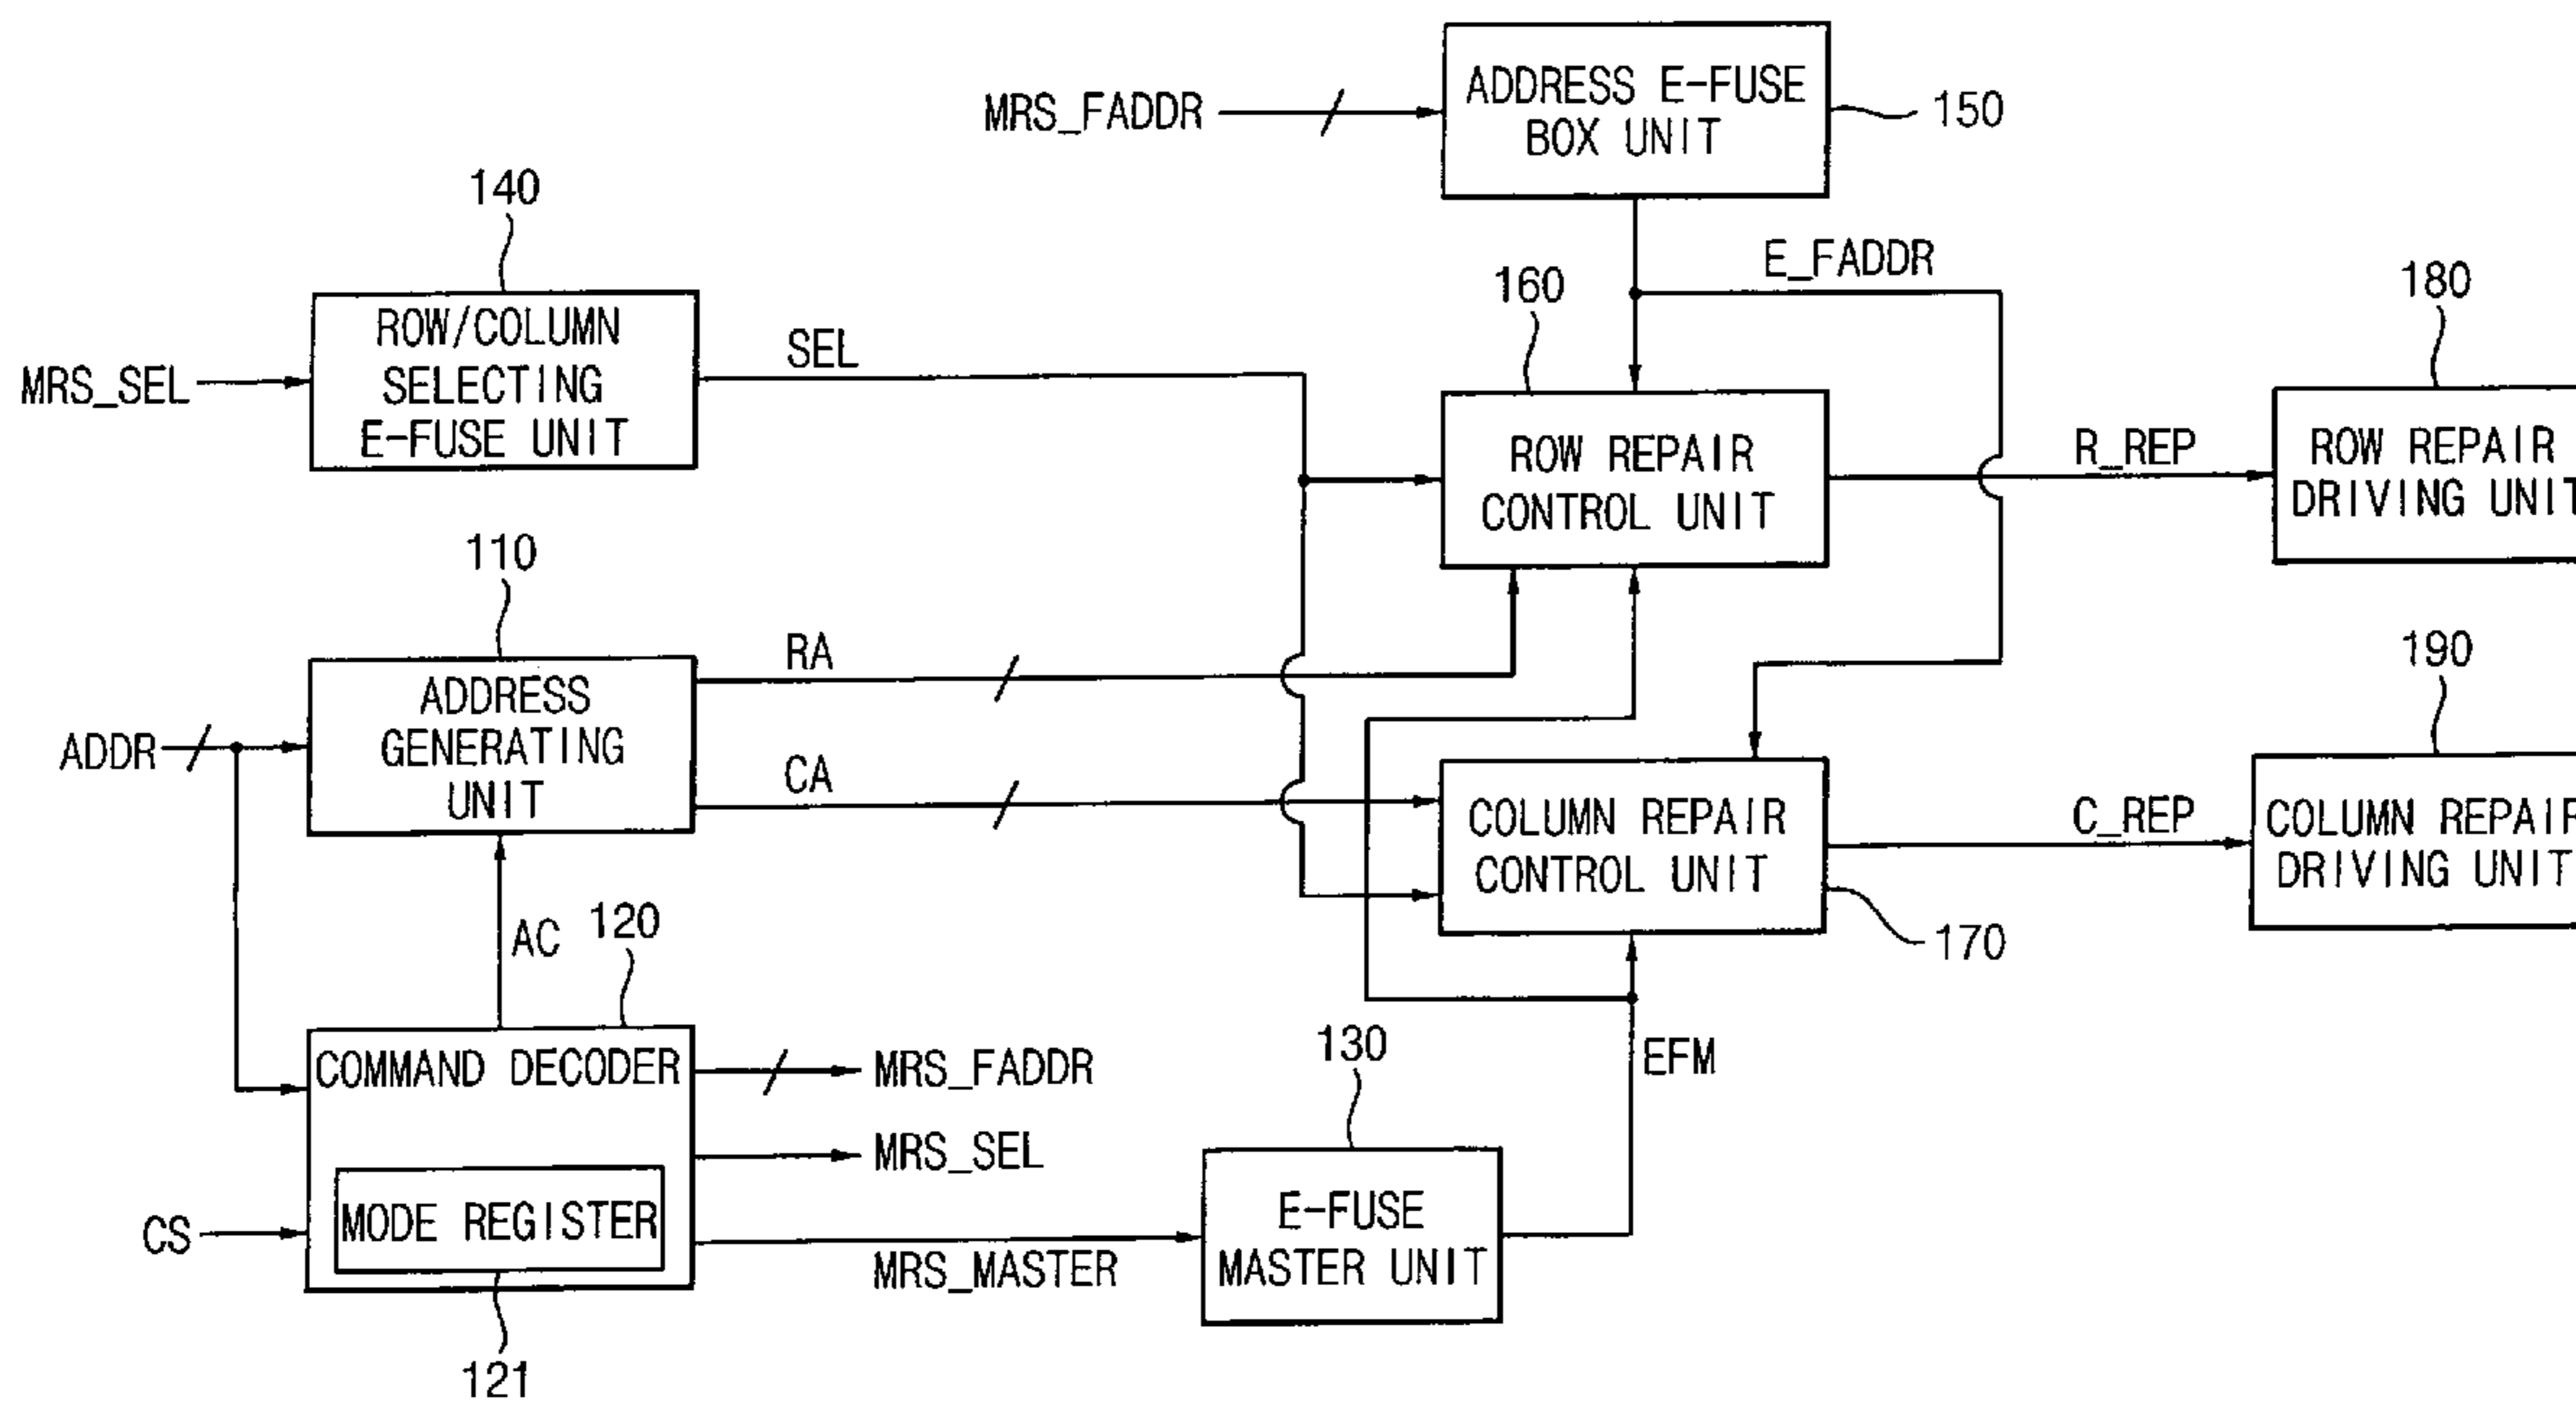 ADDRESS E-FUSE
BOX UNIT
150
MRS_FADDR
140
ROW/COLUMN
SELECTING
E-FUSE UNIT
MRS_SEL
SEL
E_FADDR
160
ROW REPAIR
CONTROL UNIT
R_REP
180
ROW REPAIR
DRIVING UNIT
110
ADDRESS
GENERATING
UNIT
ADDR
RA
CA
COLUMN REPAIR
CONTROL UNIT
170
C_REP
190
COLUMN REPAIR
DRIVING UNIT
AC
120
COMMAND DECODER
MODE REGISTER
121
CS
MRS_FADDR
MRS_SEL
MRS_MASTER
130
E-FUSE
MASTER UNIT
EFM